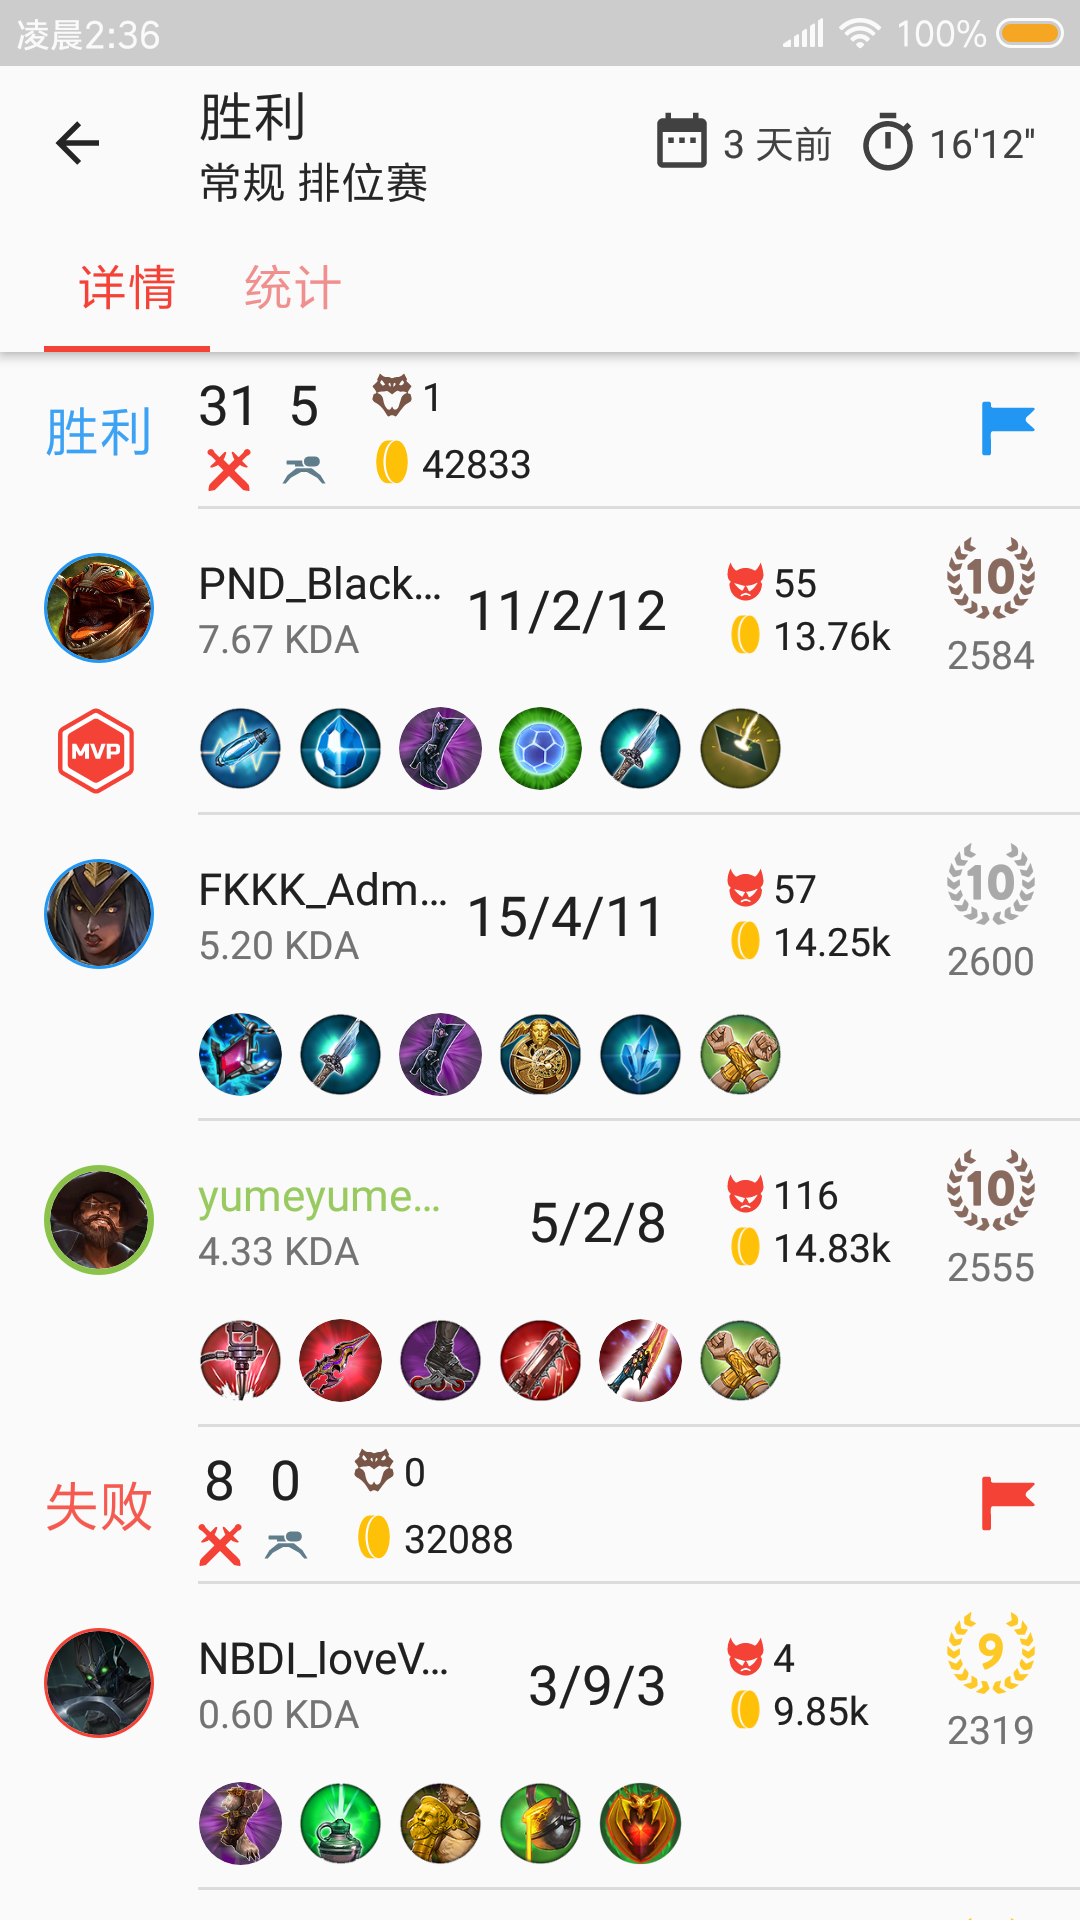 凌晨2:36
100%
胜利
常规 排位赛
3 天前
16'12"
详情
统计
胜利
31 5
1
42833
PND_Black...
7.67 KDA
11/2/12
55
13.76k
10
2584
MVP
FKKK_Adm...
5.20 KDA
15/4/11
57
14.25k
10
2600
yumeyume...
4.33 KDA
5/2/8
116
14.83k
10
2555
失败
8 0
0
32088
NBDI_loveV...
0.60 KDA
3/9/3
4
9.85k
9
2319